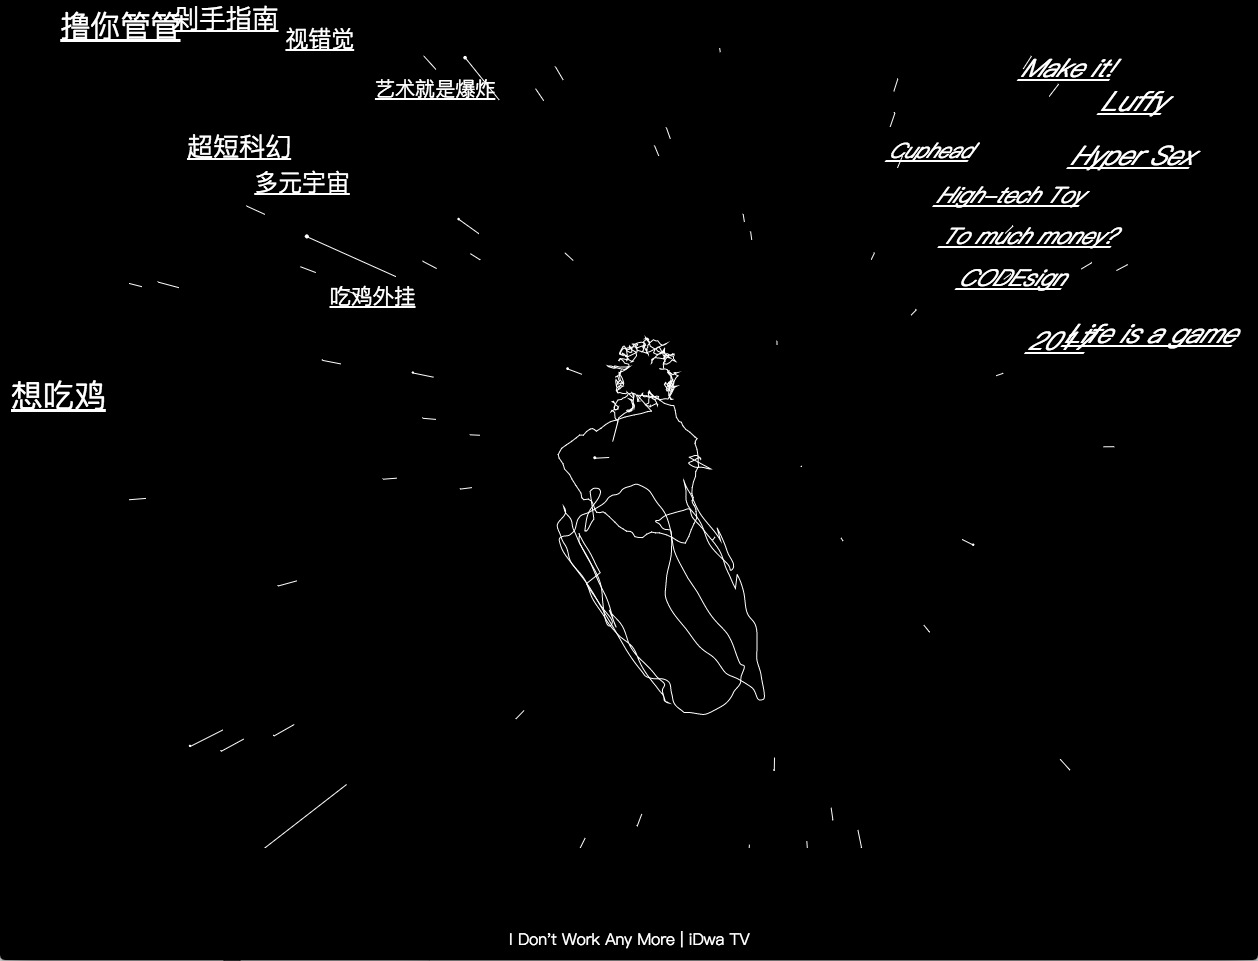 撸你管管
剁手指南
视错觉
艺术就是爆炸
超短科幻
多元宇宙
吃鸡外挂
想吃鸡
Make it!
Luffy
Cuphead
Hyper Sex
High-tech Toy
To much money?
CODEsign
Life is a game
I Don't Work Any More | iDwa TV